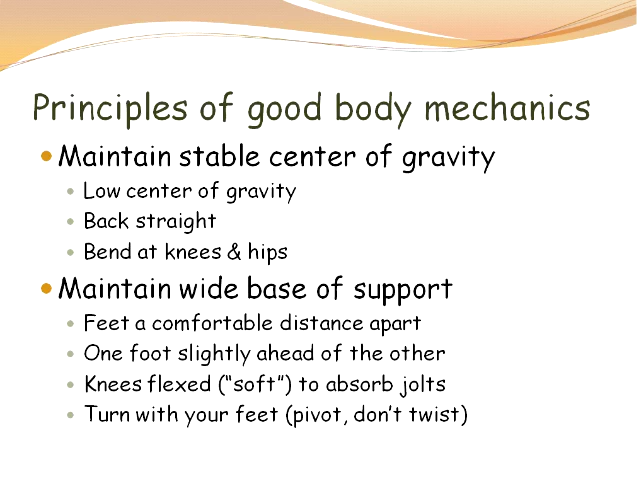 Principles of good body mechanics
Maintain stable center of gravity
Low center of gravity
Back straight
Bend at knees & hips
Maintain wide base of support
Feet a comfortable distance apart
One foot slightly ahead of the other
Knees flexed (“soft”) to absorb jolts
Turn with your feet (pivot, don’t twist)